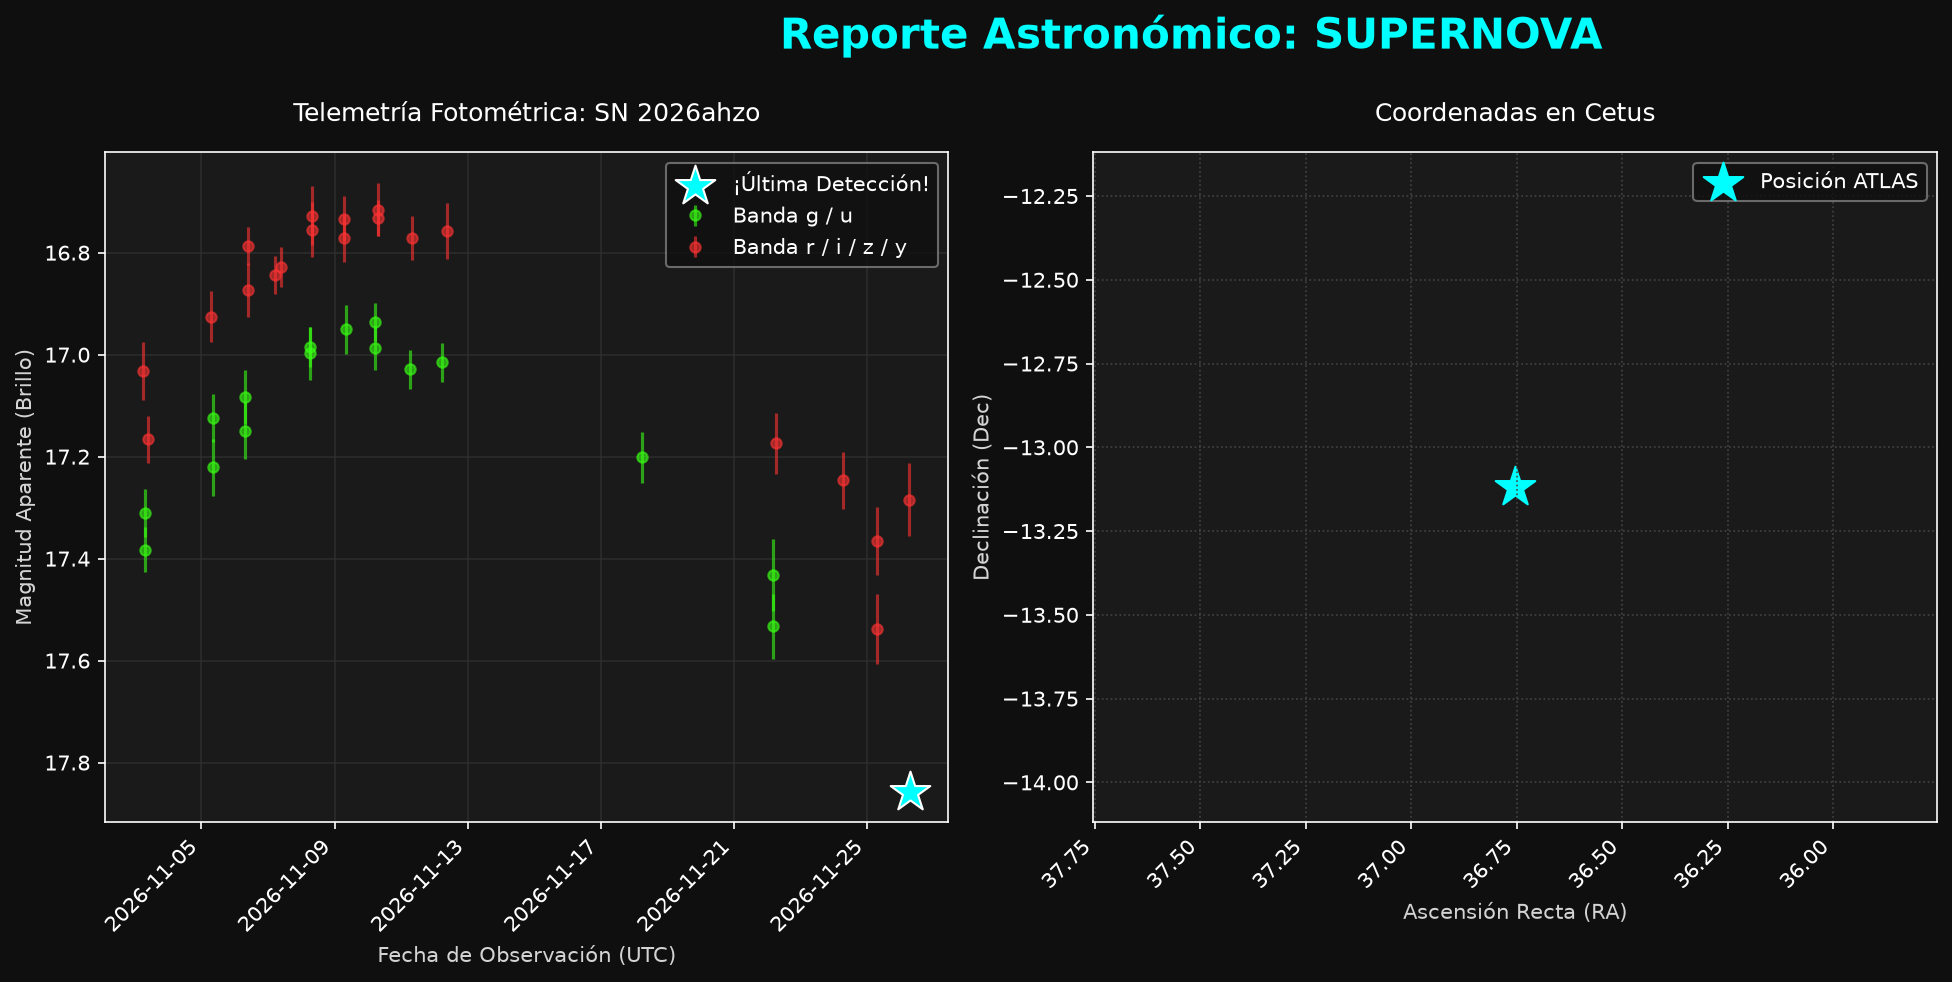 Reporte Astronómico: SUPERNOVA
Telemetría Fotométrica: SN 2026ahzo
¡Última Detección!
Banda g / u
Banda r / i / z / y
Magnitud Aparente (Brillo)
16.8
17.0
17.2
17.4
17.6
17.8
2026-11-05
2026-11-09
2026-11-13
2026-11-17
2026-11-21
2026-11-25
Fecha de Observación (UTC)
Coordenadas en Cetus
Posición ATLAS
Declinación (Dec)
−12.25
−12.50
−12.75
−13.00
−13.25
−13.50
−13.75
−14.00
37.75
37.50
37.25
37.00
36.75
36.50
36.25
36.00
Ascensión Recta (RA)